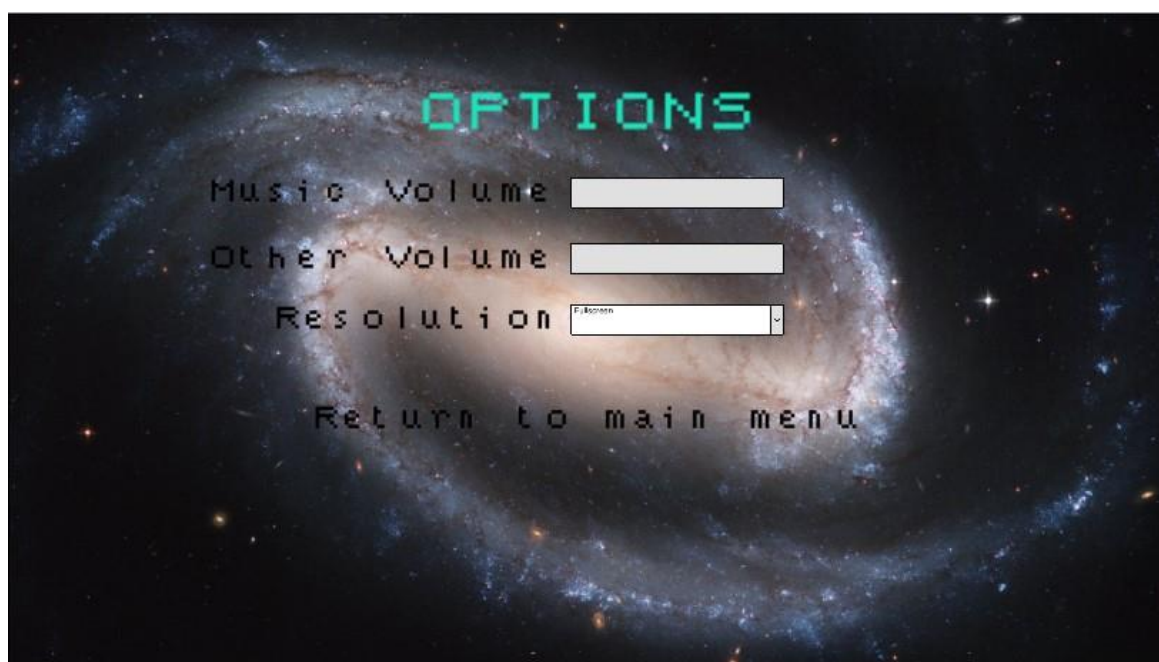 OPTIONS
Music Volume
Other Volume
Resolution Fullscreen
Return to main menu